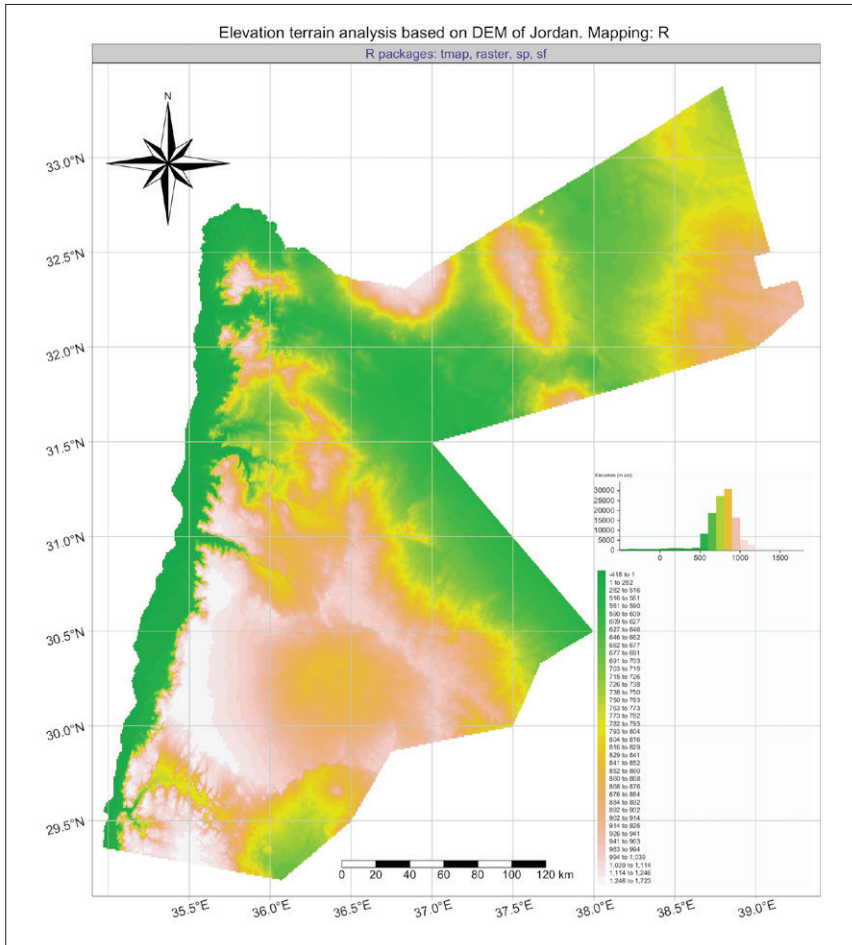 Elevation terrain analysis based on DEM of Jordan. Mapping: R
R packages: tmap, raster, sp, sf
N
33.0°N
32.5°N
32.0°N
31.5°N
31.0°N
30.5°N
30.0°N
29.5°N
35.5°E
36.0°E
36.5°E
37.0°E
37.5°E
38.0°E
38.5°E
39.0°E
0 20 40 60 80 100 120 km
Elevation (m asl)
30000
25000
20000
15000
10000
5000
0
0 500 1000 1500
-418 to 1
1 to 282
282 to 516
516 to 561
561 to 590
590 to 609
609 to 627
627 to 646
646 to 662
662 to 677
677 to 691
691 to 703
703 to 715
715 to 726
726 to 738
738 to 750
750 to 763
763 to 773
773 to 782
782 to 793
793 to 804
804 to 816
816 to 829
829 to 841
841 to 852
852 to 860
860 to 868
868 to 876
876 to 884
884 to 892
892 to 902
902 to 914
914 to 926
926 to 941
941 to 963
963 to 994
994 to 1,039
1,039 to 1,114
1,114 to 1,246
1,246 to 1,723